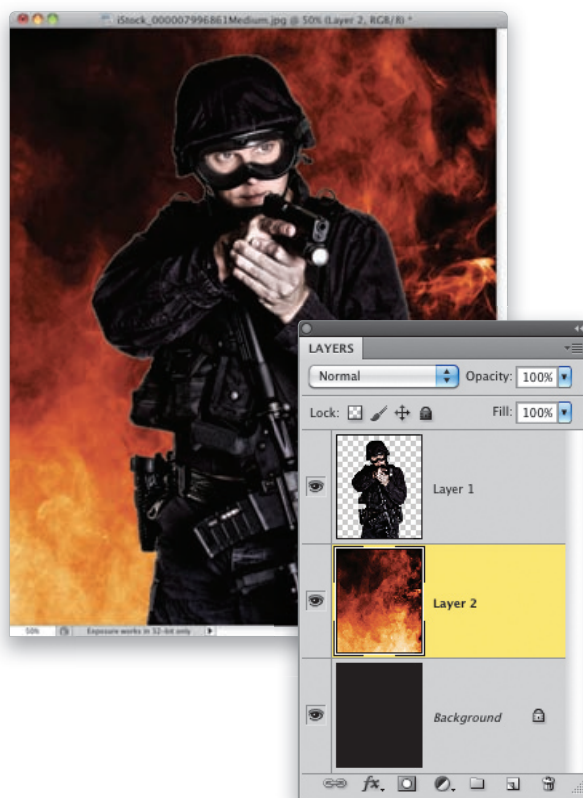 iStock_000007996861Medium.jpg @ 50% (Layer 2, RGB/8) *
50% Exposure works in 32-bit only
LAYERS
Normal Opacity: 100%
Lock: Fill: 100%
Layer 1
Layer 2
Background
fx